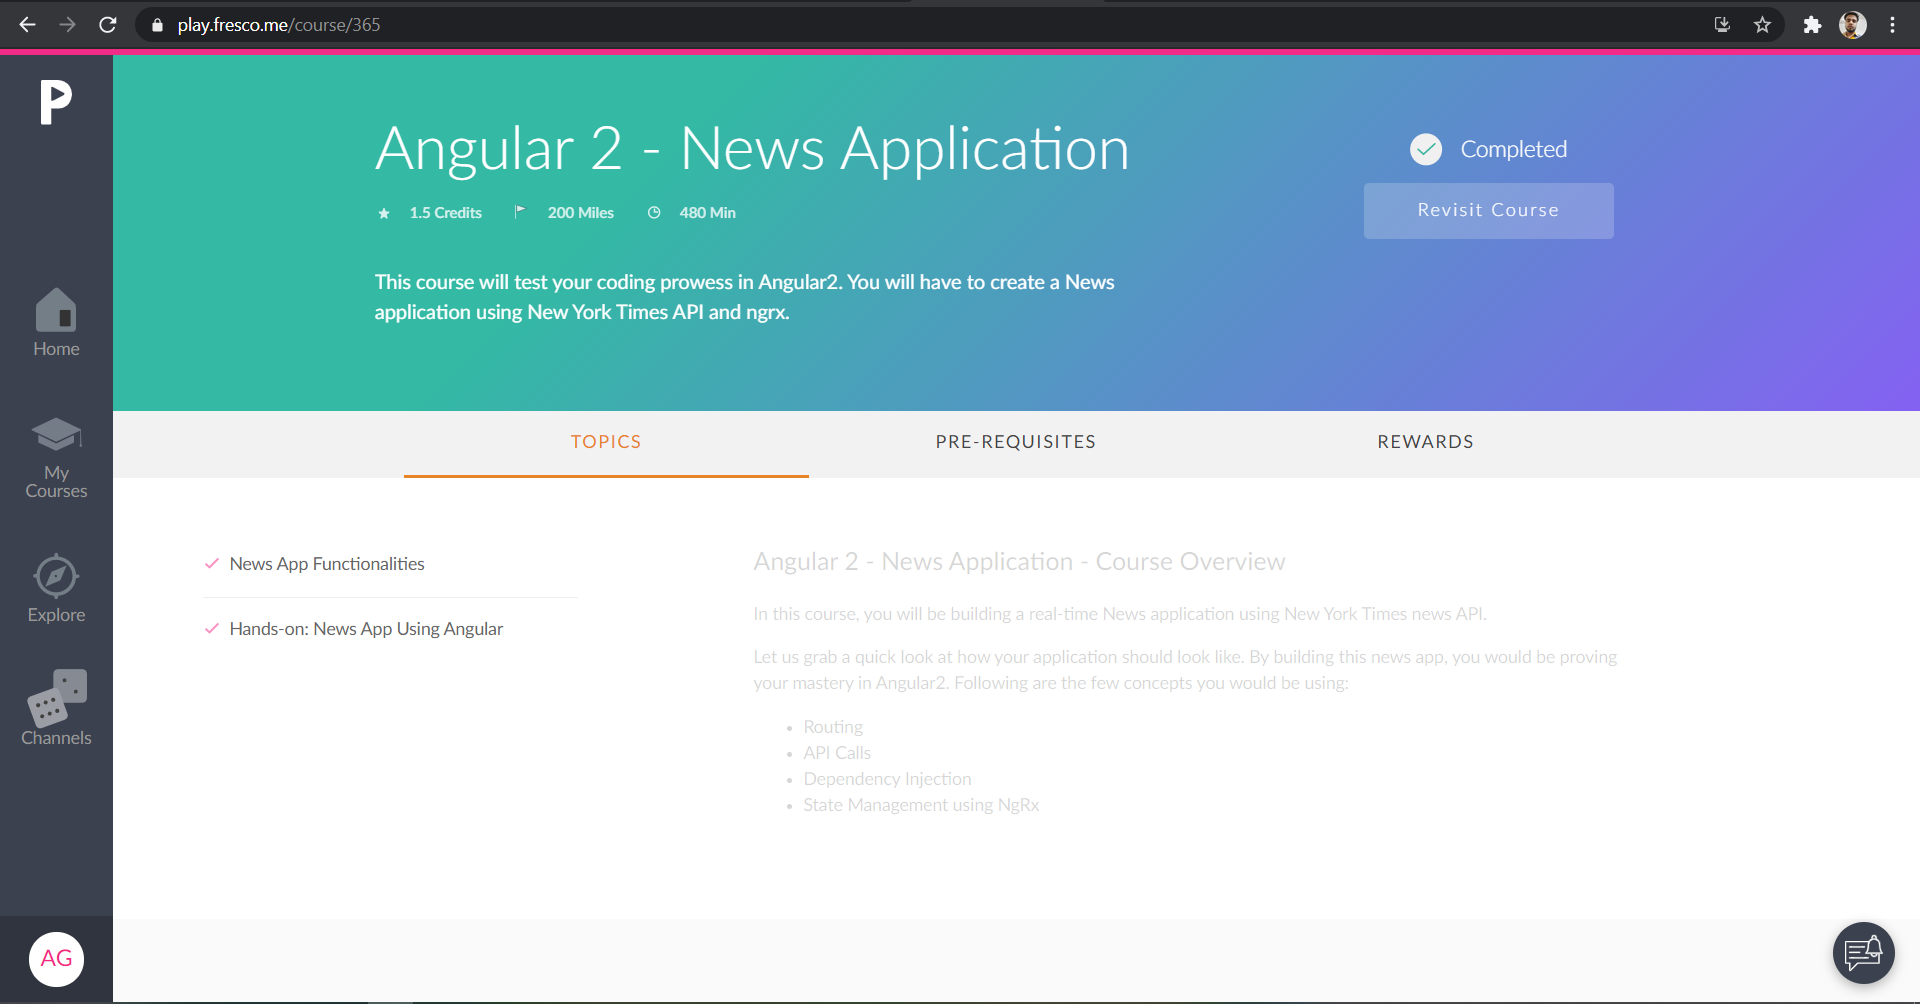 play.fresco.me/course/365
P
Angular 2 - News Application
Completed
1.5 Credits
200 Miles
480 Min
Revisit Course
This course will test your coding prowess in Angular2. You will have to create a News
application using New York Times API and ngrx.
Home
My
Courses
Explore
Channels
AG
TOPICS
PRE-REQUISITES
REWARDS
News App Functionalities
Hands-on: News App Using Angular
Angular 2 - News Application - Course Overview
In this course, you will be building a real-time News application using New York Times news API.
Let us grab a quick look at how your application should look like. By building this news app, you would be proving
your mastery in Angular2. Following are the few concepts you would be using:
• Routing
• API Calls
• Dependency Injection
• State Management using NgRx